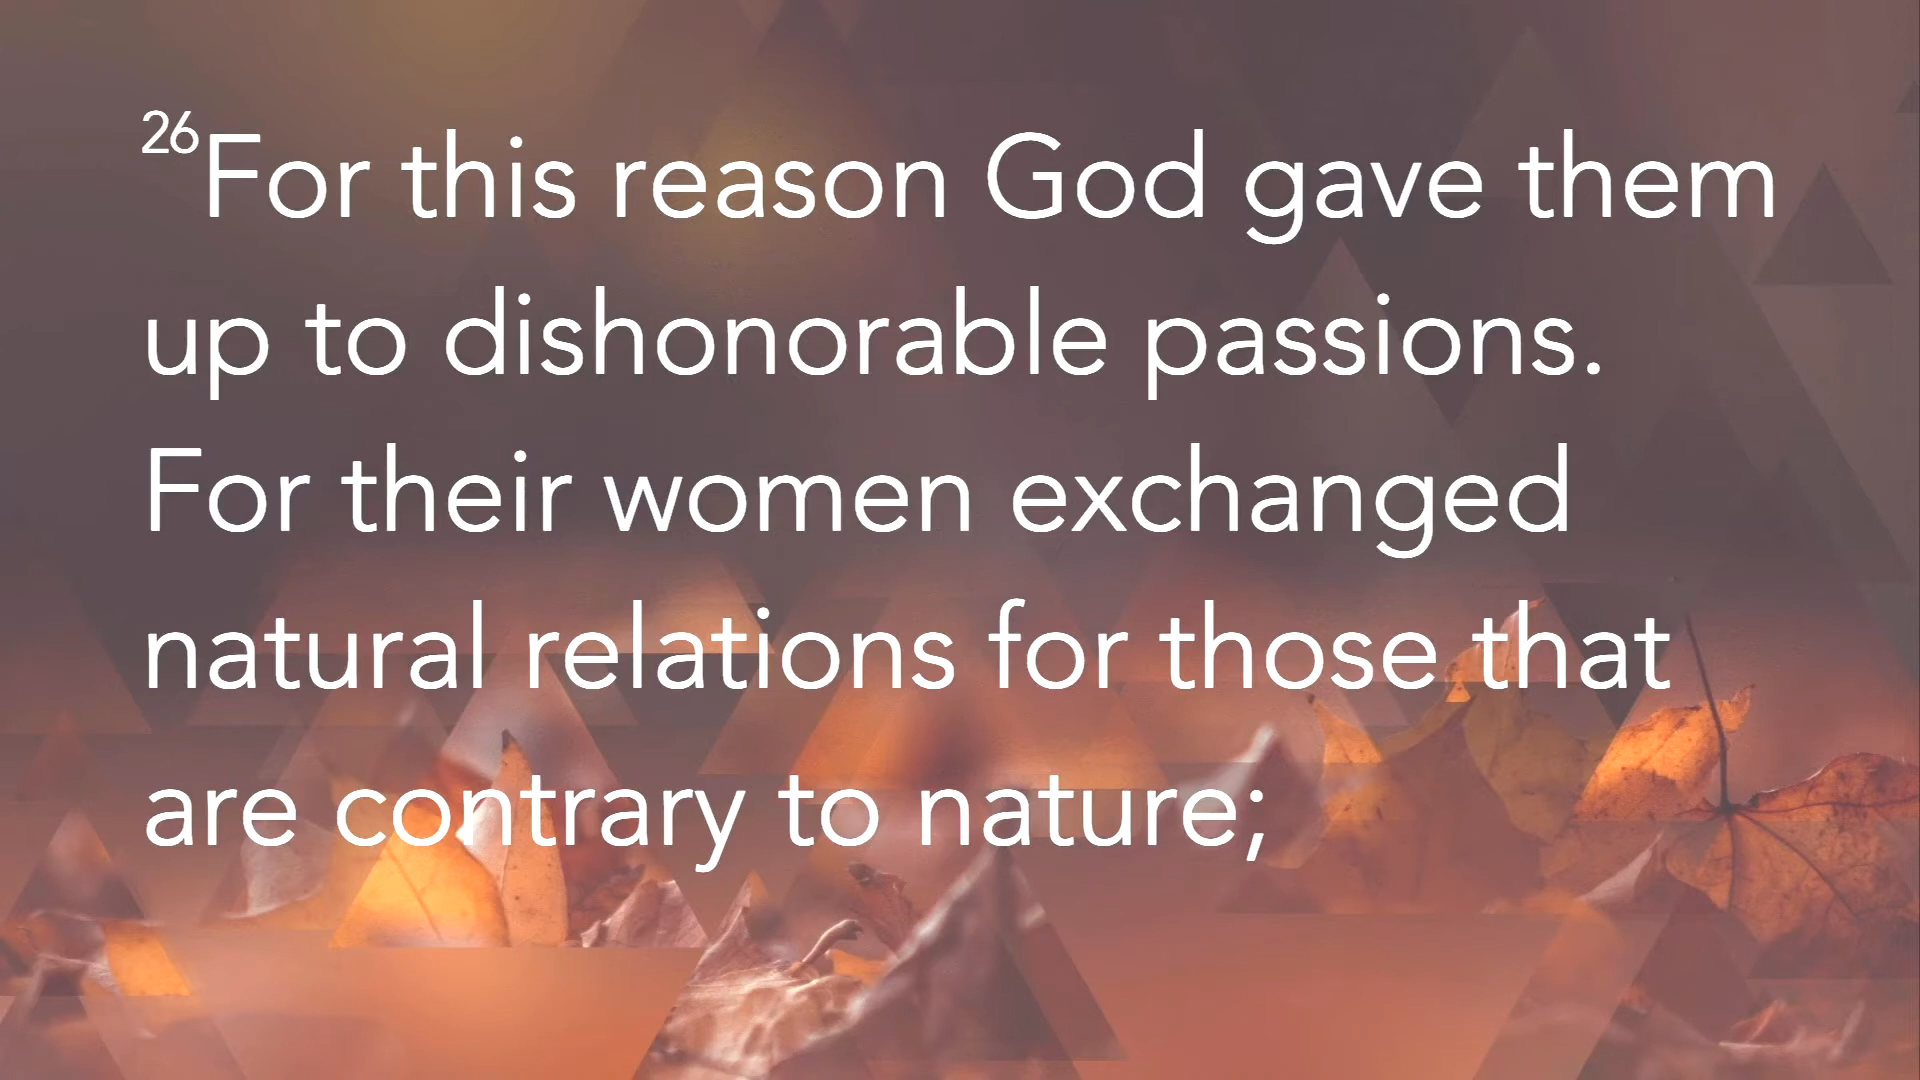 26For this reason God gave them
up to dishonorable passions.
For their women exchanged
natural relations for those that
are contrary to nature;